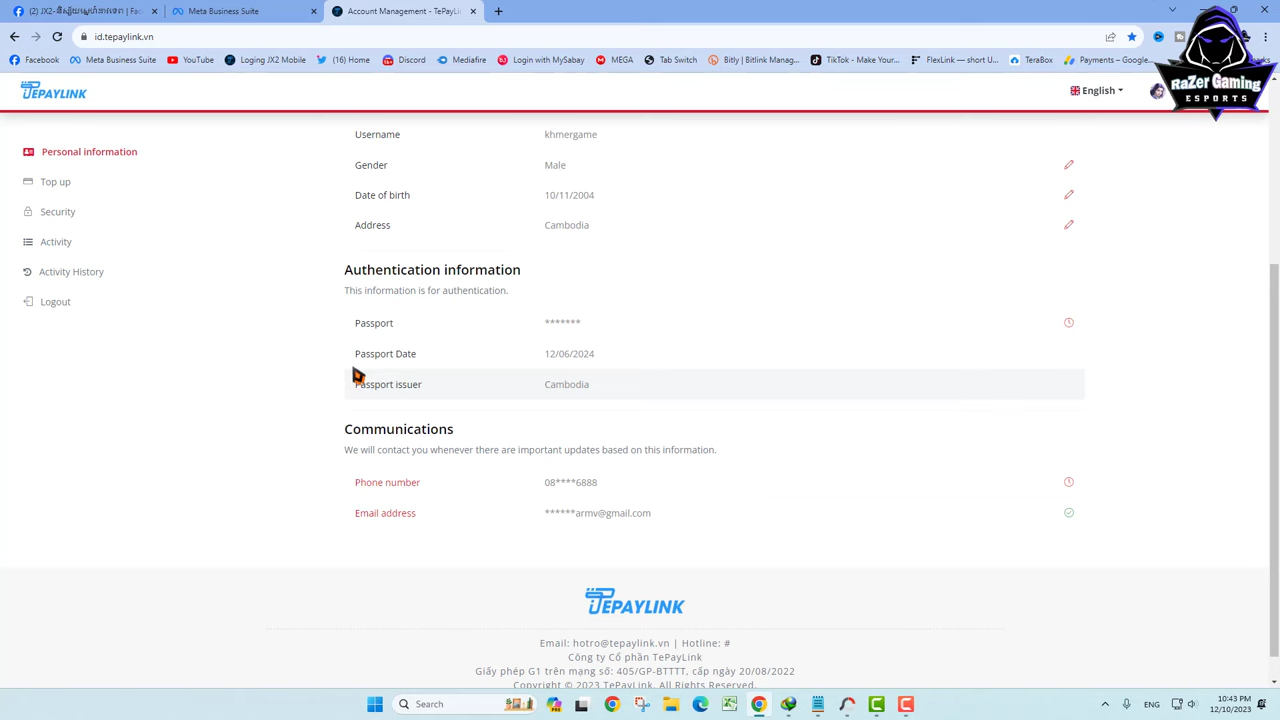 (2) JX2-
| Fac
Meta Business Suite
Account Management - TePayLi
id.tepaylink.vn
Facebook
Meta Business Suite
YouTube
Loging JX2 Mobile
(16) Home
Discord
Mediafire
Login with MySabay
MEGA
Tab Switch
Bitly | Bitlink Manag...
TikTok - Make Your...
FlexLink — short U...
TeraBox
Payments – Google...
RaZer Gaming
ESPORTS
TEPAYLINK
English
Personal information
Top up
Security
Activity
Activity History
Logout
Username khmergame
Gender Male
Date of birth 10/11/2004
Address Cambodia
Authentication information
This information is for authentication.
Passport *******
Passport Date 12/06/2024
Passport issuer Cambodia
Communications
We will contact you whenever there are important updates based on this information.
Phone number 08****6888
Email address ******armv@gmail.com
TEPAYLINK
Email: hotro@tepaylink.vn | Hotline: #
Công ty Cổ phần TePayLink
Giấy phép G1 trên mạng số: 405/GP-BTTTT, cấp ngày 20/08/2022
Copyright © 2023 TePayLink. All Rights Reserved.
Search
ENG
10:43 PM
12/10/2023